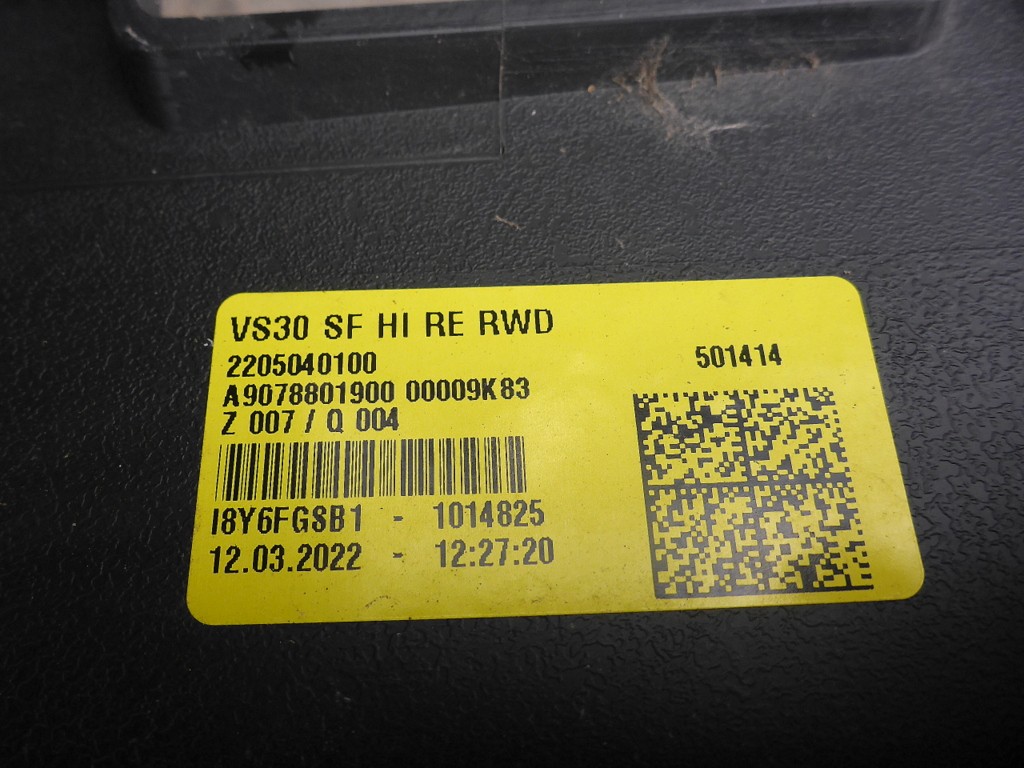 VS30 SF HI RE RWD
2205040100
501414
A9078801900 00009K83
Z 007 / Q 004
I8Y6FGSB1 - 1014825
12.03.2022 - 12:27:20